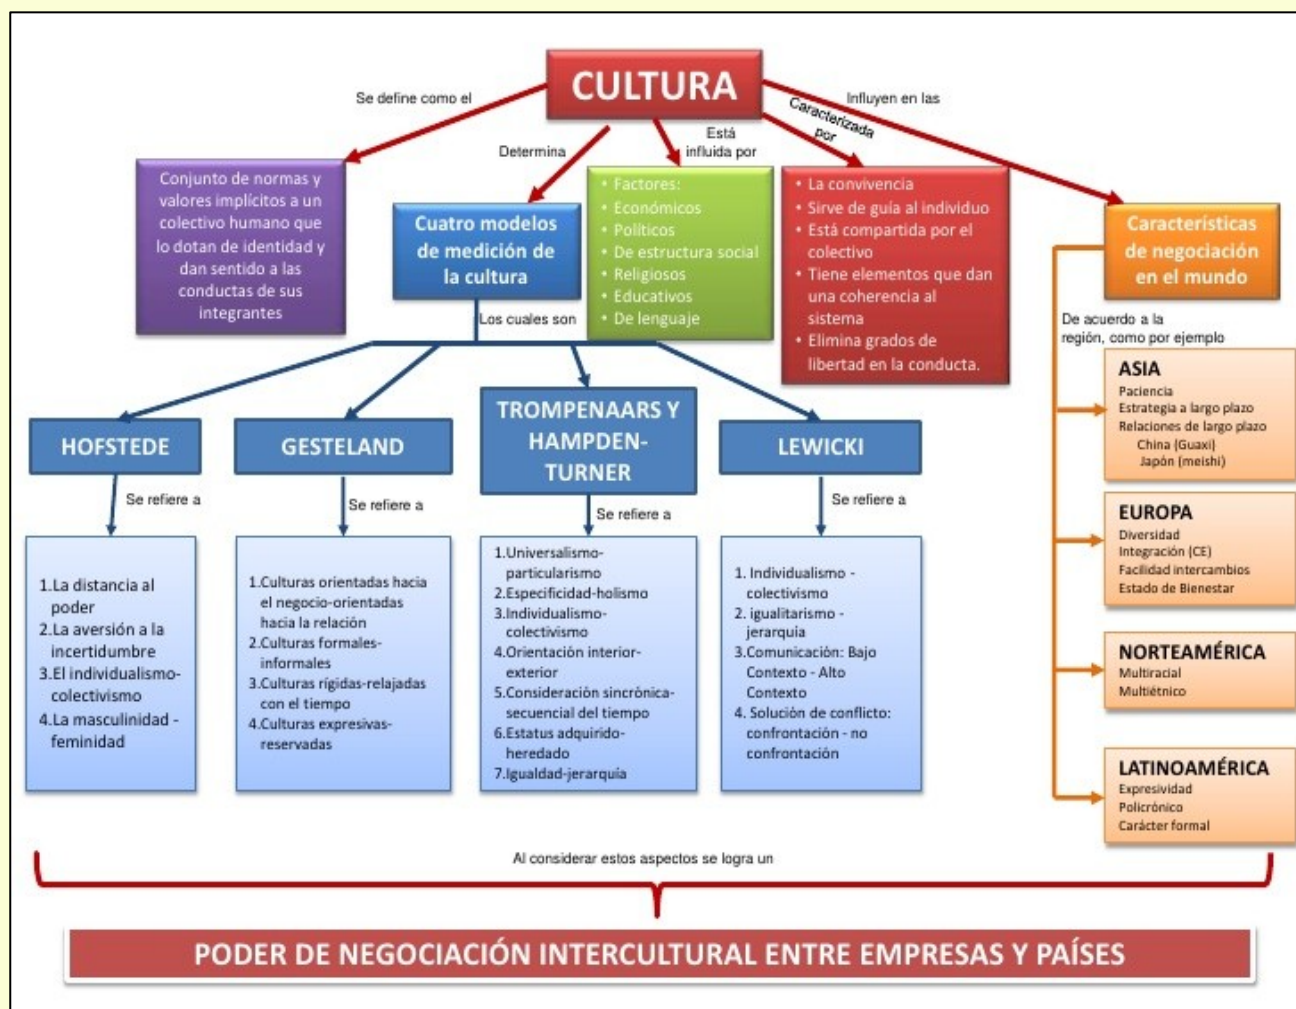 CULTURA
Se define como el
Conjunto de normas y
valores implícitos a un
colectivo humano que
lo dotan de identidad y
dan sentido a las
conductas de sus
integrantes
Determina
Cuatro modelos
de medición de
la cultura
Está
influida por
• Factores:
• Económicos
• Políticos
• De estructura social
• Religiosos
• Educativos
• De lenguaje
Caracterizada
por
• La convivencia
• Sirve de guía al individuo
• Está compartida por el
colectivo
• Tiene elementos que dan
una coherencia al
sistema
• Elimina grados de
libertad en la conducta.
Influyen en las
Características
de negociación
en el mundo
Los cuales son
HOFSTEDE
Se refiere a
1.La distancia al
poder
2.La aversión a la
incertidumbre
3.El individualismo-
colectivismo
4.La masculinidad -
feminidad
GESTELAND
Se refiere a
1.Culturas orientadas hacia
el negocio-orientadas
hacia la relación
2.Culturas formales-
informales
3.Culturas rígidas-relajadas
con el tiempo
4.Culturas expresivas-
reservadas
TROMPENAARS Y
HAMPDEN-
TURNER
Se refiere a
1.Universalismo-
particularismo
2.Especificidad-holismo
3.Individualismo-
colectivismo
4.Orientación interior-
exterior
5.Consideración sincrónica-
secuencial del tiempo
6.Estatus adquirido-
heredado
7.Igualdad-jerarquía
LEWICKI
Se refiere a
1. Individualismo -
colectivismo
2. igualitarismo -
jerarquía
3.Comunicación: Bajo
Contexto - Alto
Contexto
4. Solución de conflicto:
confrontación - no
confrontación
De acuerdo a la
región, como por ejemplo
ASIA
Paciencia
Estrategia a largo plazo
Relaciones de largo plazo
China (Guaxi)
Japón (meishi)
EUROPA
Diversidad
Integración (CE)
Facilidad intercambios
Estado de Bienestar
NORTEAMÉRICA
Multiracial
Multiétnico
LATINOAMÉRICA
Expresividad
Policrónico
Carácter formal
Al considerar estos aspectos se logra un
PODER DE NEGOCIACIÓN INTERCULTURAL ENTRE EMPRESAS Y PAÍSES